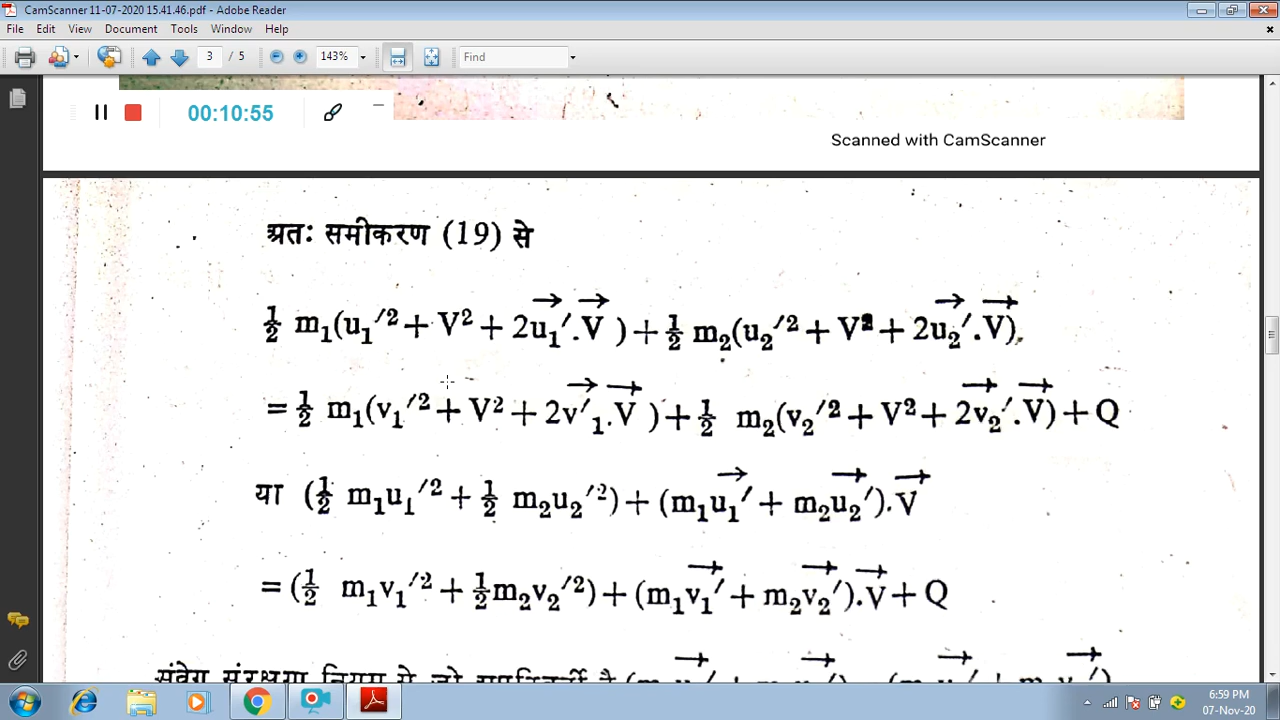 CamScanner 11-07-2020 15.41.46.pdf - Adobe Reader
File Edit View Document Tools Window Help
3 / 5 143% Find
00:10:55
Scanned with CamScanner
अतः समीकरण (19) से
½ m₁(u₁′² + V² + 2u₁′⃗.V⃗ ) + ½ m₂(u₂′² + V² + 2u₂′⃗.V⃗)
= ½ m₁(v₁′² + V² + 2v′₁⃗.V⃗ ) + ½ m₂(v₂′² + V² + 2v₂′⃗.V⃗) + Q
या (½ m₁u₁′² + ½ m₂u₂′²) + (m₁u₁′⃗ + m₂u₂′⃗).V⃗
= (½ m₁v₁′² + ½m₂v₂′²) + (m₁v₁′⃗ + m₂v₂′⃗).V⃗ + Q
संवेग संरक्षण नियम से जो
6:59 PM
07-Nov-20